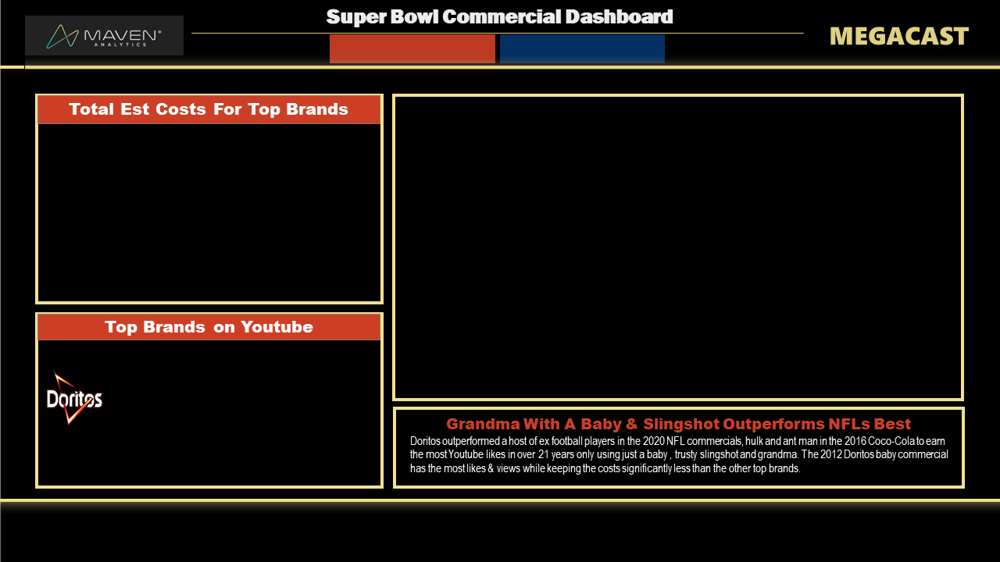 Super Bowl Commercial Dashboard
MAVEN®
ANALYTICS
MEGACAST
Total Est Costs For Top Brands
Top Brands on Youtube
Doritos
Grandma With A Baby & Slingshot Outperforms NFLs Best
Doritos outperformed a host of ex football players in the 2020 NFL commercials, hulk and ant man in the 2016 Coco-Cola to earn
the most Youtube likes in over 21 years only using just a baby , trusty slingshot and grandma. The 2012 Doritos baby commercial
has the most likes & views while keeping the costs significantly less than the other top brands.